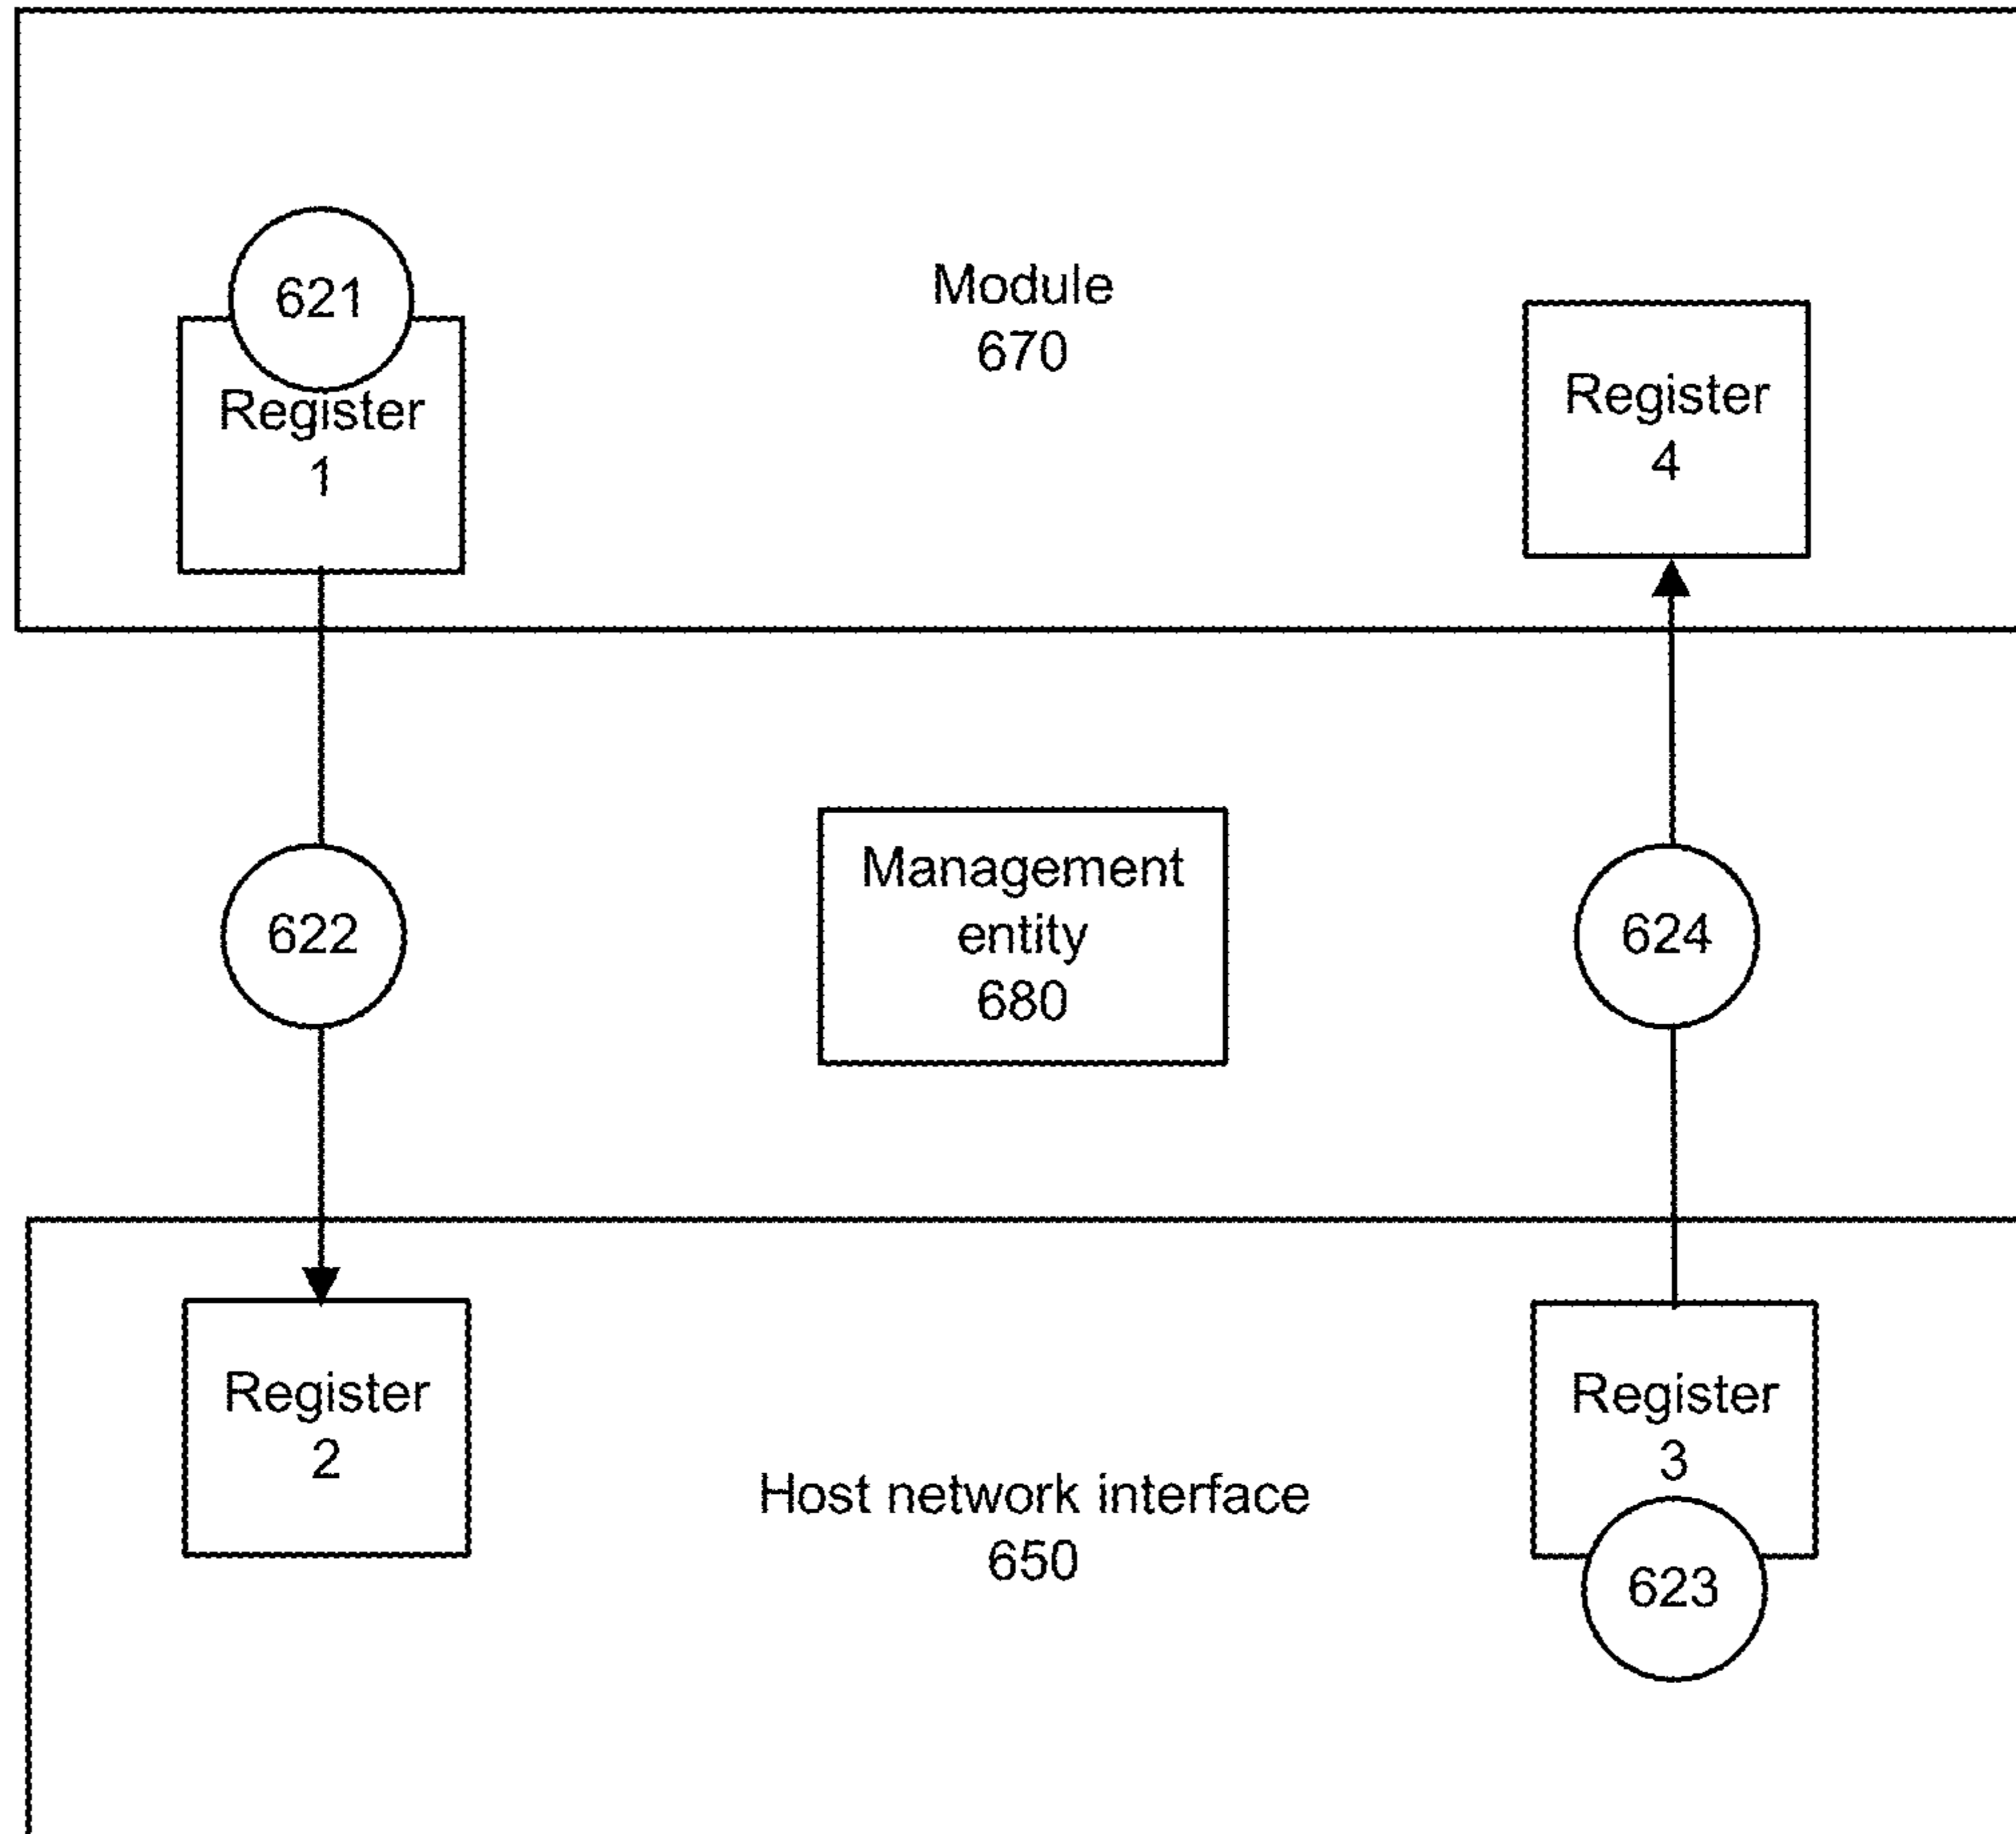 621
Register
1
Module
670
Register
4
622
Management
entity
680
624
Register
2
Host network interface
650
Register
3
623